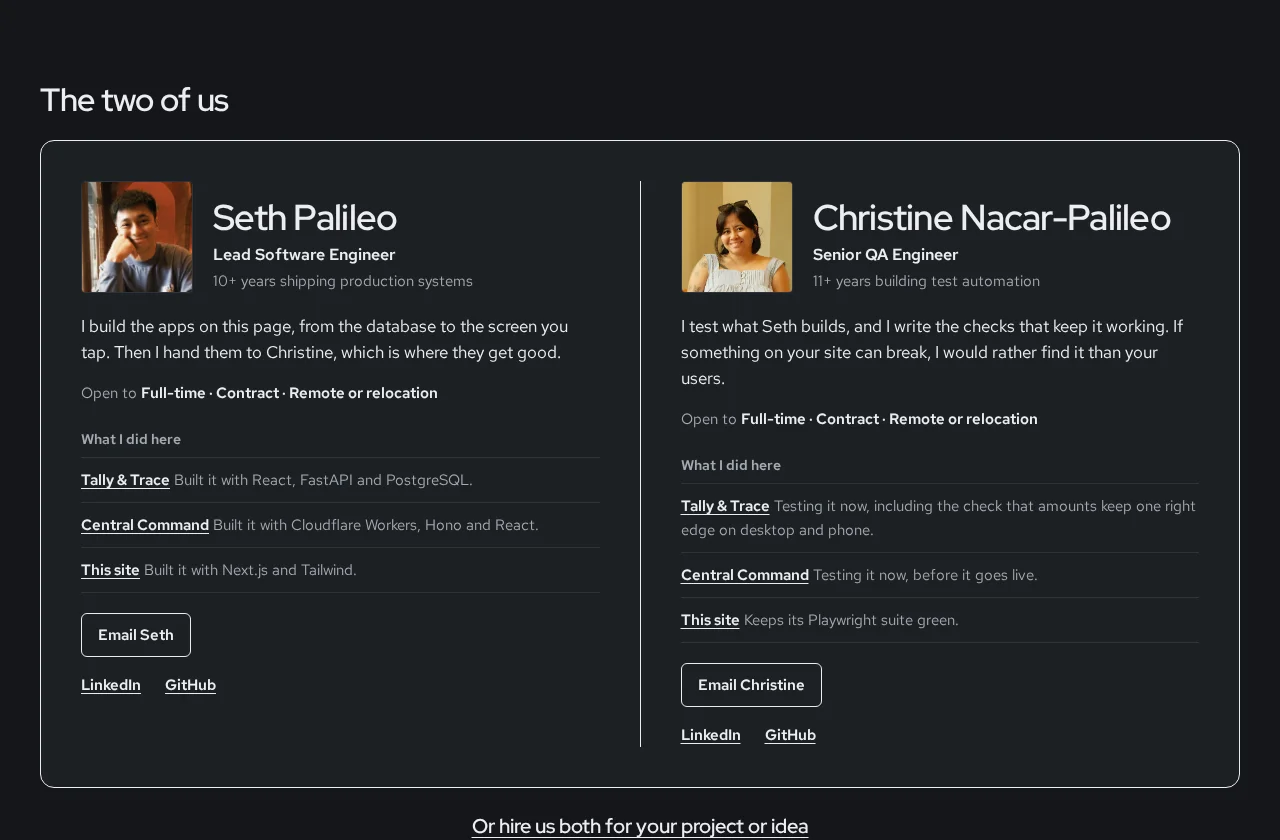 The two of us
Seth Palileo
Lead Software Engineer
10+ years shipping production systems
I build the apps on this page, from the database to the screen you
tap. Then I hand them to Christine, which is where they get good.
Open to Full-time · Contract · Remote or relocation
What I did here
Tally & Trace Built it with React, FastAPI and PostgreSQL.
Central Command Built it with Cloudflare Workers, Hono and React.
This site Built it with Next.js and Tailwind.
Email Seth
LinkedIn GitHub
Christine Nacar-Palileo
Senior QA Engineer
11+ years building test automation
I test what Seth builds, and I write the checks that keep it working. If
something on your site can break, I would rather find it than your
users.
Open to Full-time · Contract · Remote or relocation
What I did here
Tally & Trace Testing it now, including the check that amounts keep one right
edge on desktop and phone.
Central Command Testing it now, before it goes live.
This site Keeps its Playwright suite green.
Email Christine
LinkedIn GitHub
Or hire us both for your project or idea